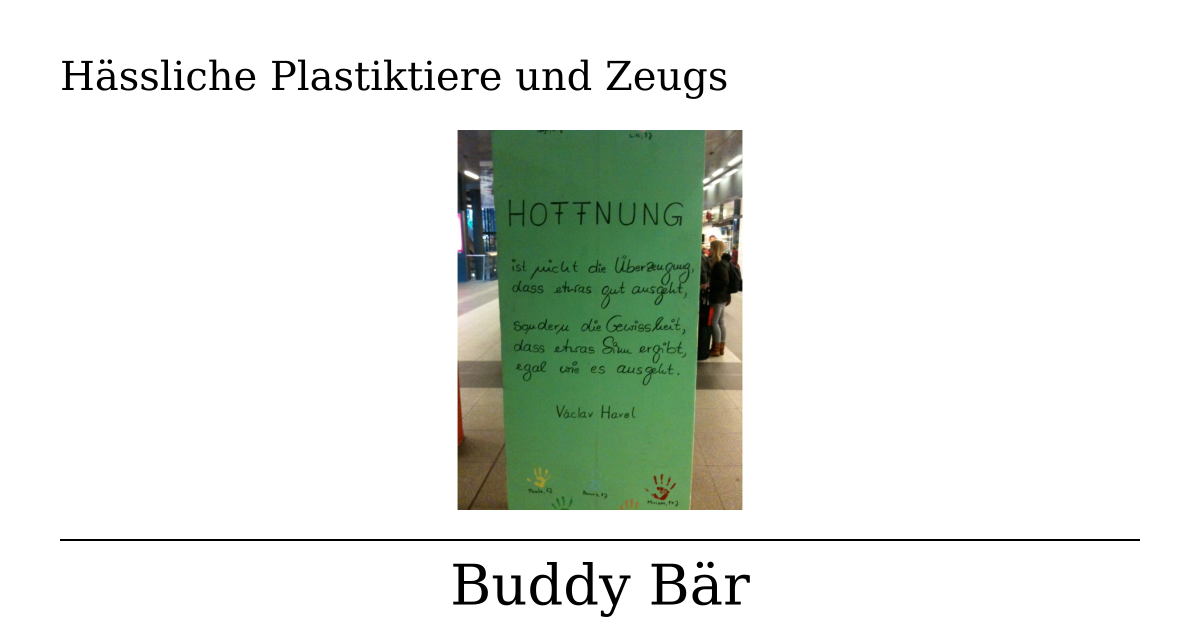 Hässliche Plastiktiere und Zeugs
HOFFNUNG
ist nicht die Überzeugung,
dass etwas gut ausgeht,
sondern die Gewissheit,
dass etwas Sinn ergibt,
egal wie es ausgeht.
Václav Havel
Buddy Bär